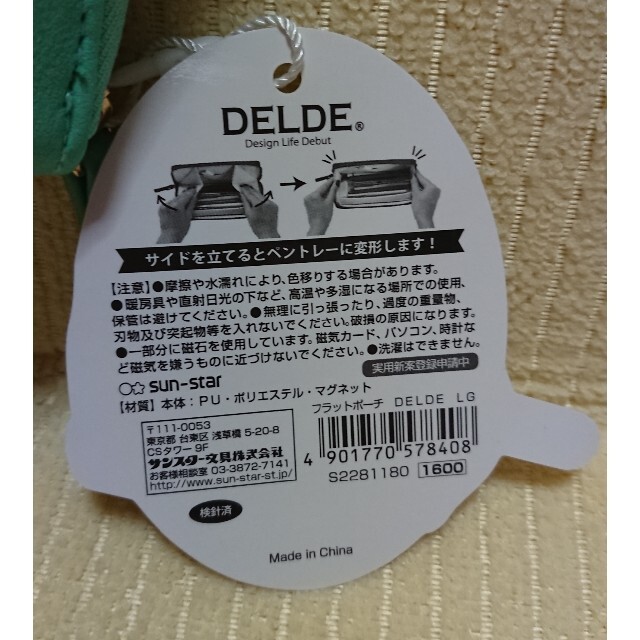 DELDE®
Design Life Debut
サイドを立てるとペントレーに変形します！
【注意】●摩擦や水濡れにより、色移りする場合があります。
●暖房具や直射日光の下など、高温や多湿になる場所での使用、
保管は避けてください。●無理に引っ張ったり、過度の重量物、
刃物及び突起物等を入れないでください。破損の原因になります。
●一部分に磁石を使用しています。磁気カード、パソコン、時計な
ど磁気を嫌うものに近づけないでください。●洗濯はできません。
実用新案登録申請中
sun-star
【材質】本体：PU・ポリエステル・マグネット
〒111-0053
東京都 台東区 浅草橋 5-20-8
CSタワー 9F
サンスター文具株式会社
お客様相談室 03-3872-7141
http://www.sun-star-st.jp/
フラットポーチ DELDE LG
4 901770 578408
S2281180 1600
検針済
Made in China